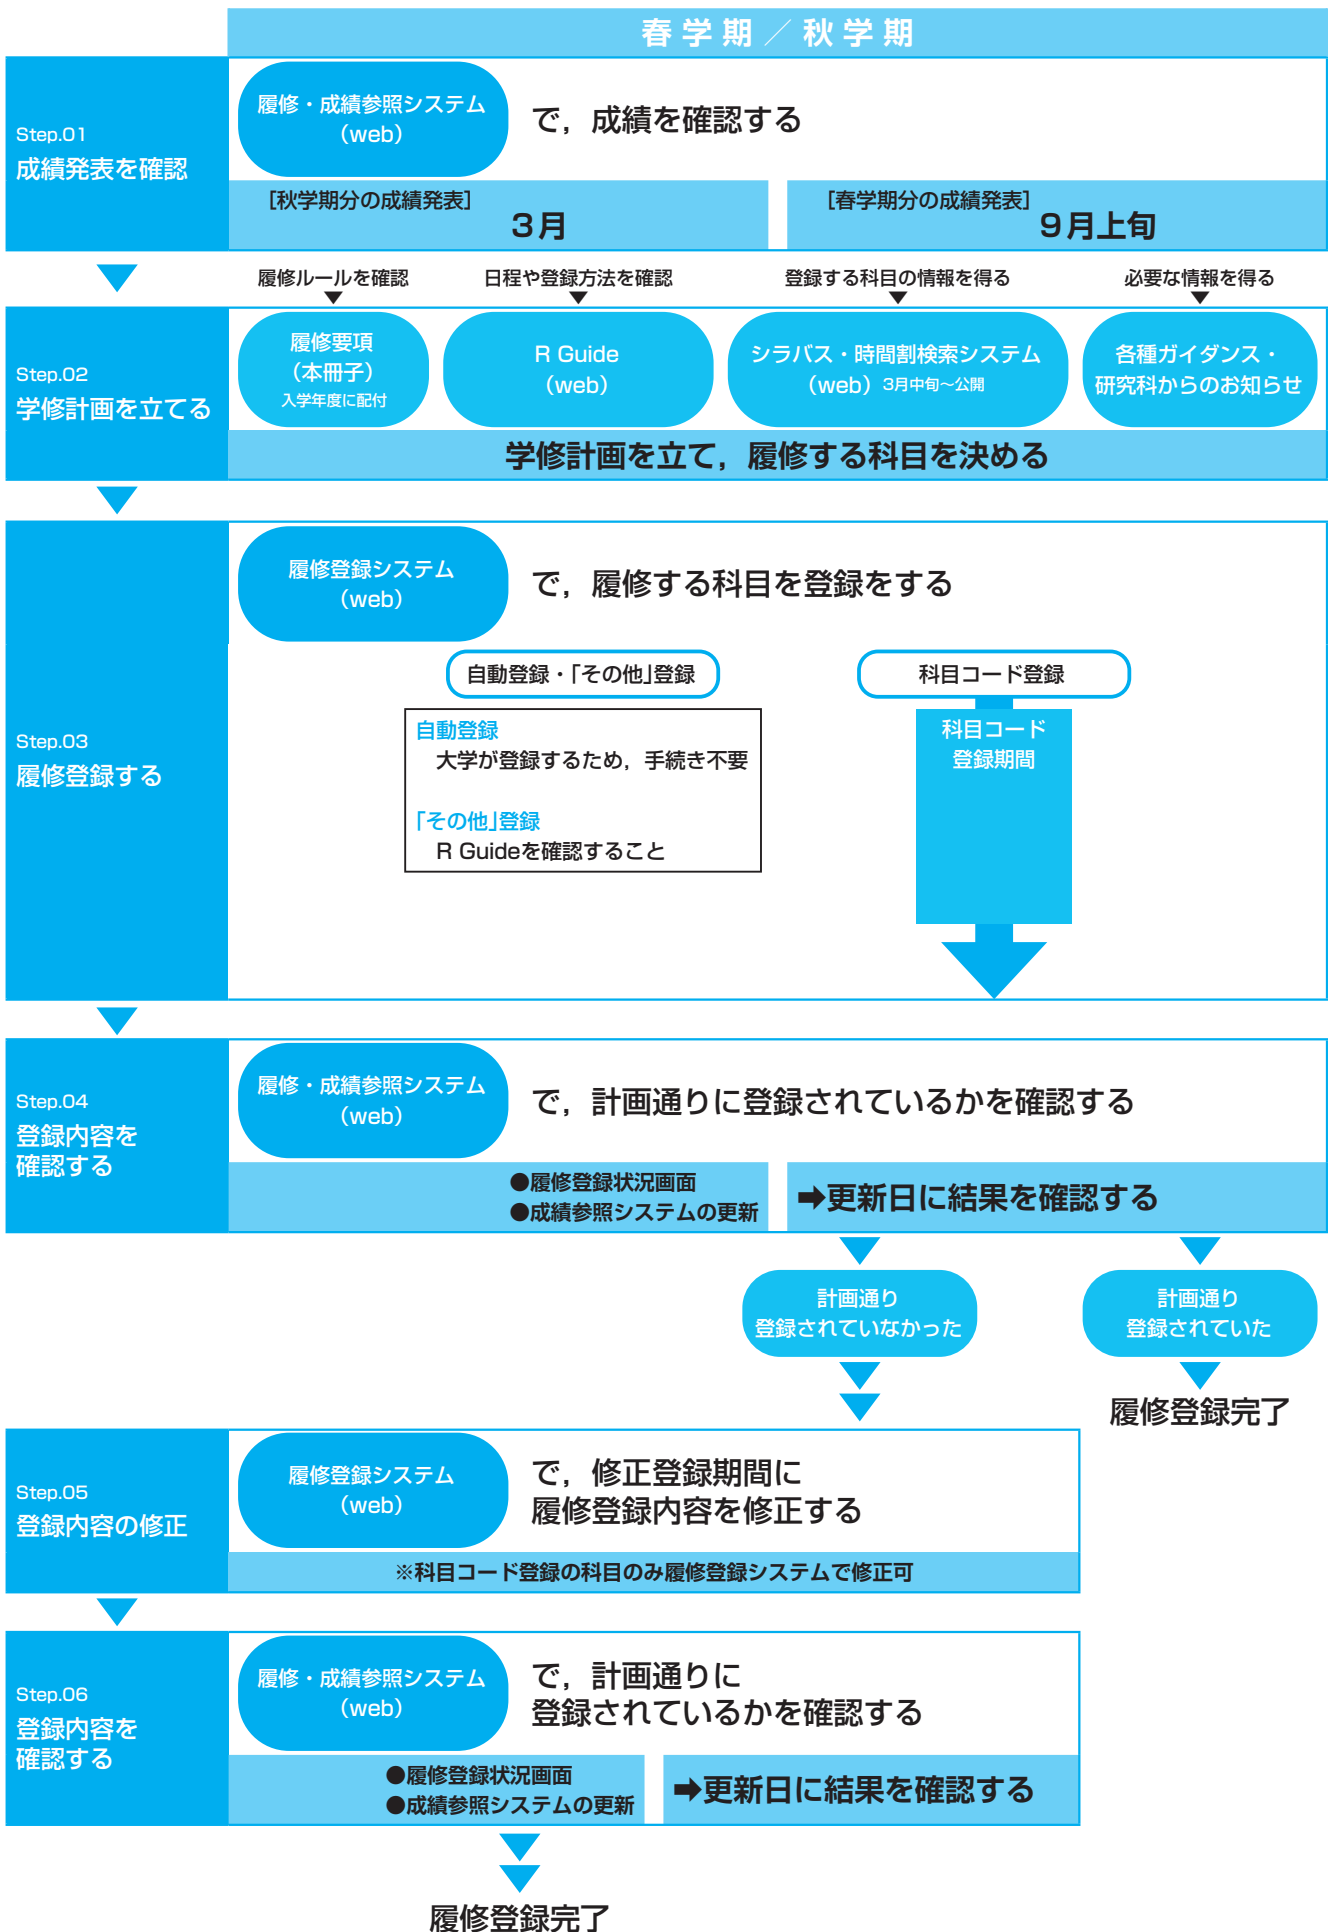 春学期／秋学期
Step.01
成績発表を確認
履修・成績参照システム
（web）
で，成績を確認する
［秋学期分の成績発表］
3月
［春学期分の成績発表］
9月上旬
履修ルールを確認
日程や登録方法を確認
登録する科目の情報を得る
必要な情報を得る
Step.02
学修計画を立てる
履修要項
（本冊子）
入学年度に配付
R Guide
（web）
シラバス・時間割検索システム
（web）3月中旬～公開
各種ガイダンス・
研究科からのお知らせ
学修計画を立て，履修する科目を決める
Step.03
履修登録する
履修登録システム
（web）
で，履修する科目を登録をする
自動登録・「その他」登録
自動登録
大学が登録するため，手続き不要
「その他」登録
R Guideを確認すること
科目コード登録
科目コード
登録期間
Step.04
登録内容を
確認する
履修・成績参照システム
（web）
で，計画通りに登録されているかを確認する
●履修登録状況画面
●成績参照システムの更新
➡更新日に結果を確認する
計画通り
登録されていなかった
計画通り
登録されていた
履修登録完了
Step.05
登録内容の修正
履修登録システム
（web）
で，修正登録期間に
履修登録内容を修正する
※科目コード登録の科目のみ履修登録システムで修正可
Step.06
登録内容を
確認する
履修・成績参照システム
（web）
で，計画通りに
登録されているかを確認する
●履修登録状況画面
●成績参照システムの更新
➡更新日に結果を確認する
履修登録完了